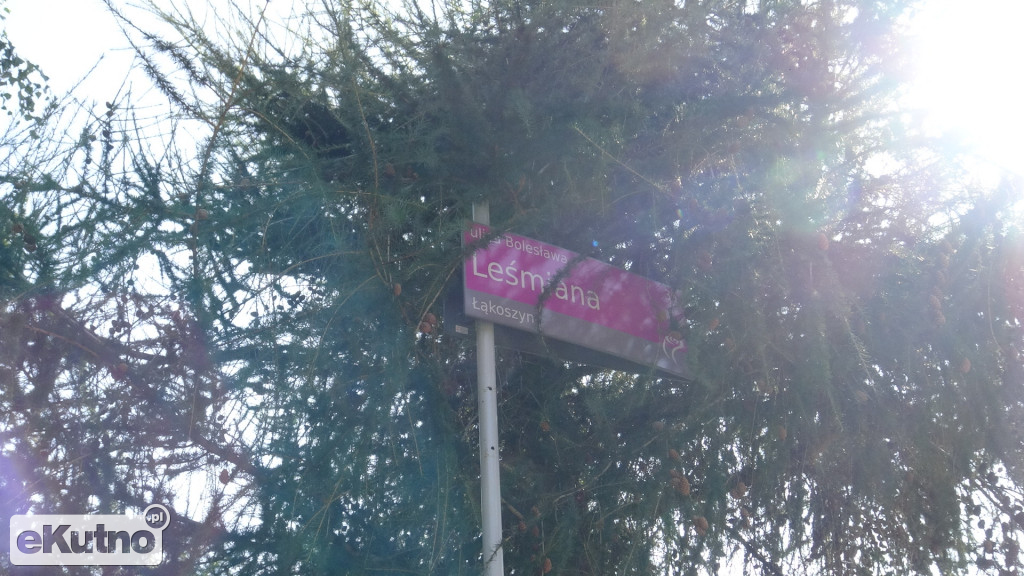 ulica Bolesława
Leśmiana
Łąkoszyn
eKutno.pl